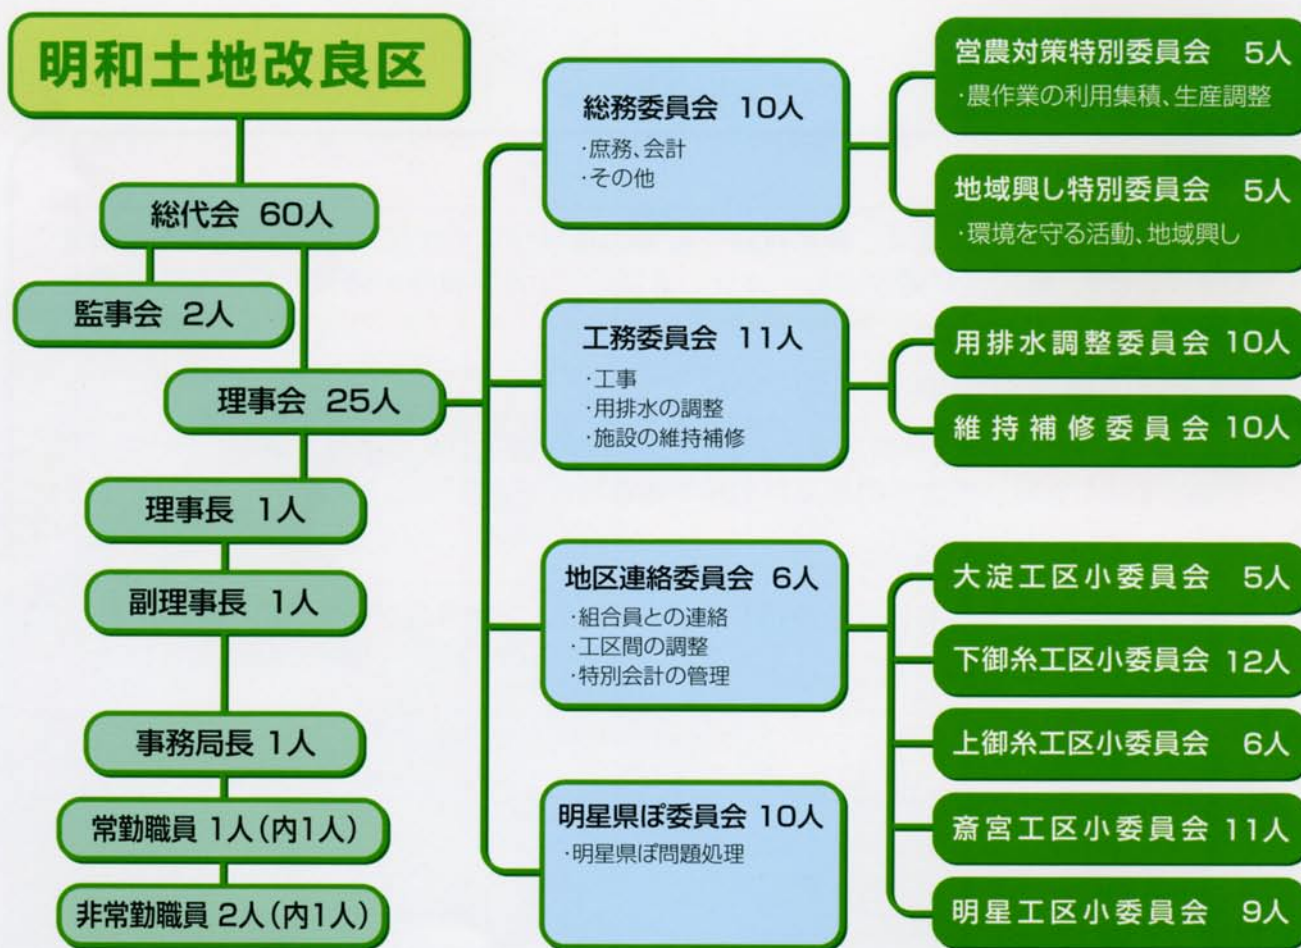 明和土地改良区
総代会 60人
監事会 2人
理事会 25人
理事長 1人
副理事長 1人
事務局長 1人
常勤職員 1人(内1人)
非常勤職員 2人(内1人)
総務委員会 10人
・庶務、会計
・その他
工務委員会 11人
・工事
・用排水の調整
・施設の維持補修
地区連絡委員会 6人
・組合員との連絡
・工区間の調整
・特別会計の管理
明星県ぽ委員会 10人
・明星県ぽ問題処理
営農対策特別委員会 5人
・農作業の利用集積、生産調整
地域興し特別委員会 5人
・環境を守る活動、地域興し
用排水調整委員会 10人
維持補修委員会 10人
大淀工区小委員会 5人
下御糸工区小委員会 12人
上御糸工区小委員会 6人
斎宮工区小委員会 11人
明星工区小委員会 9人